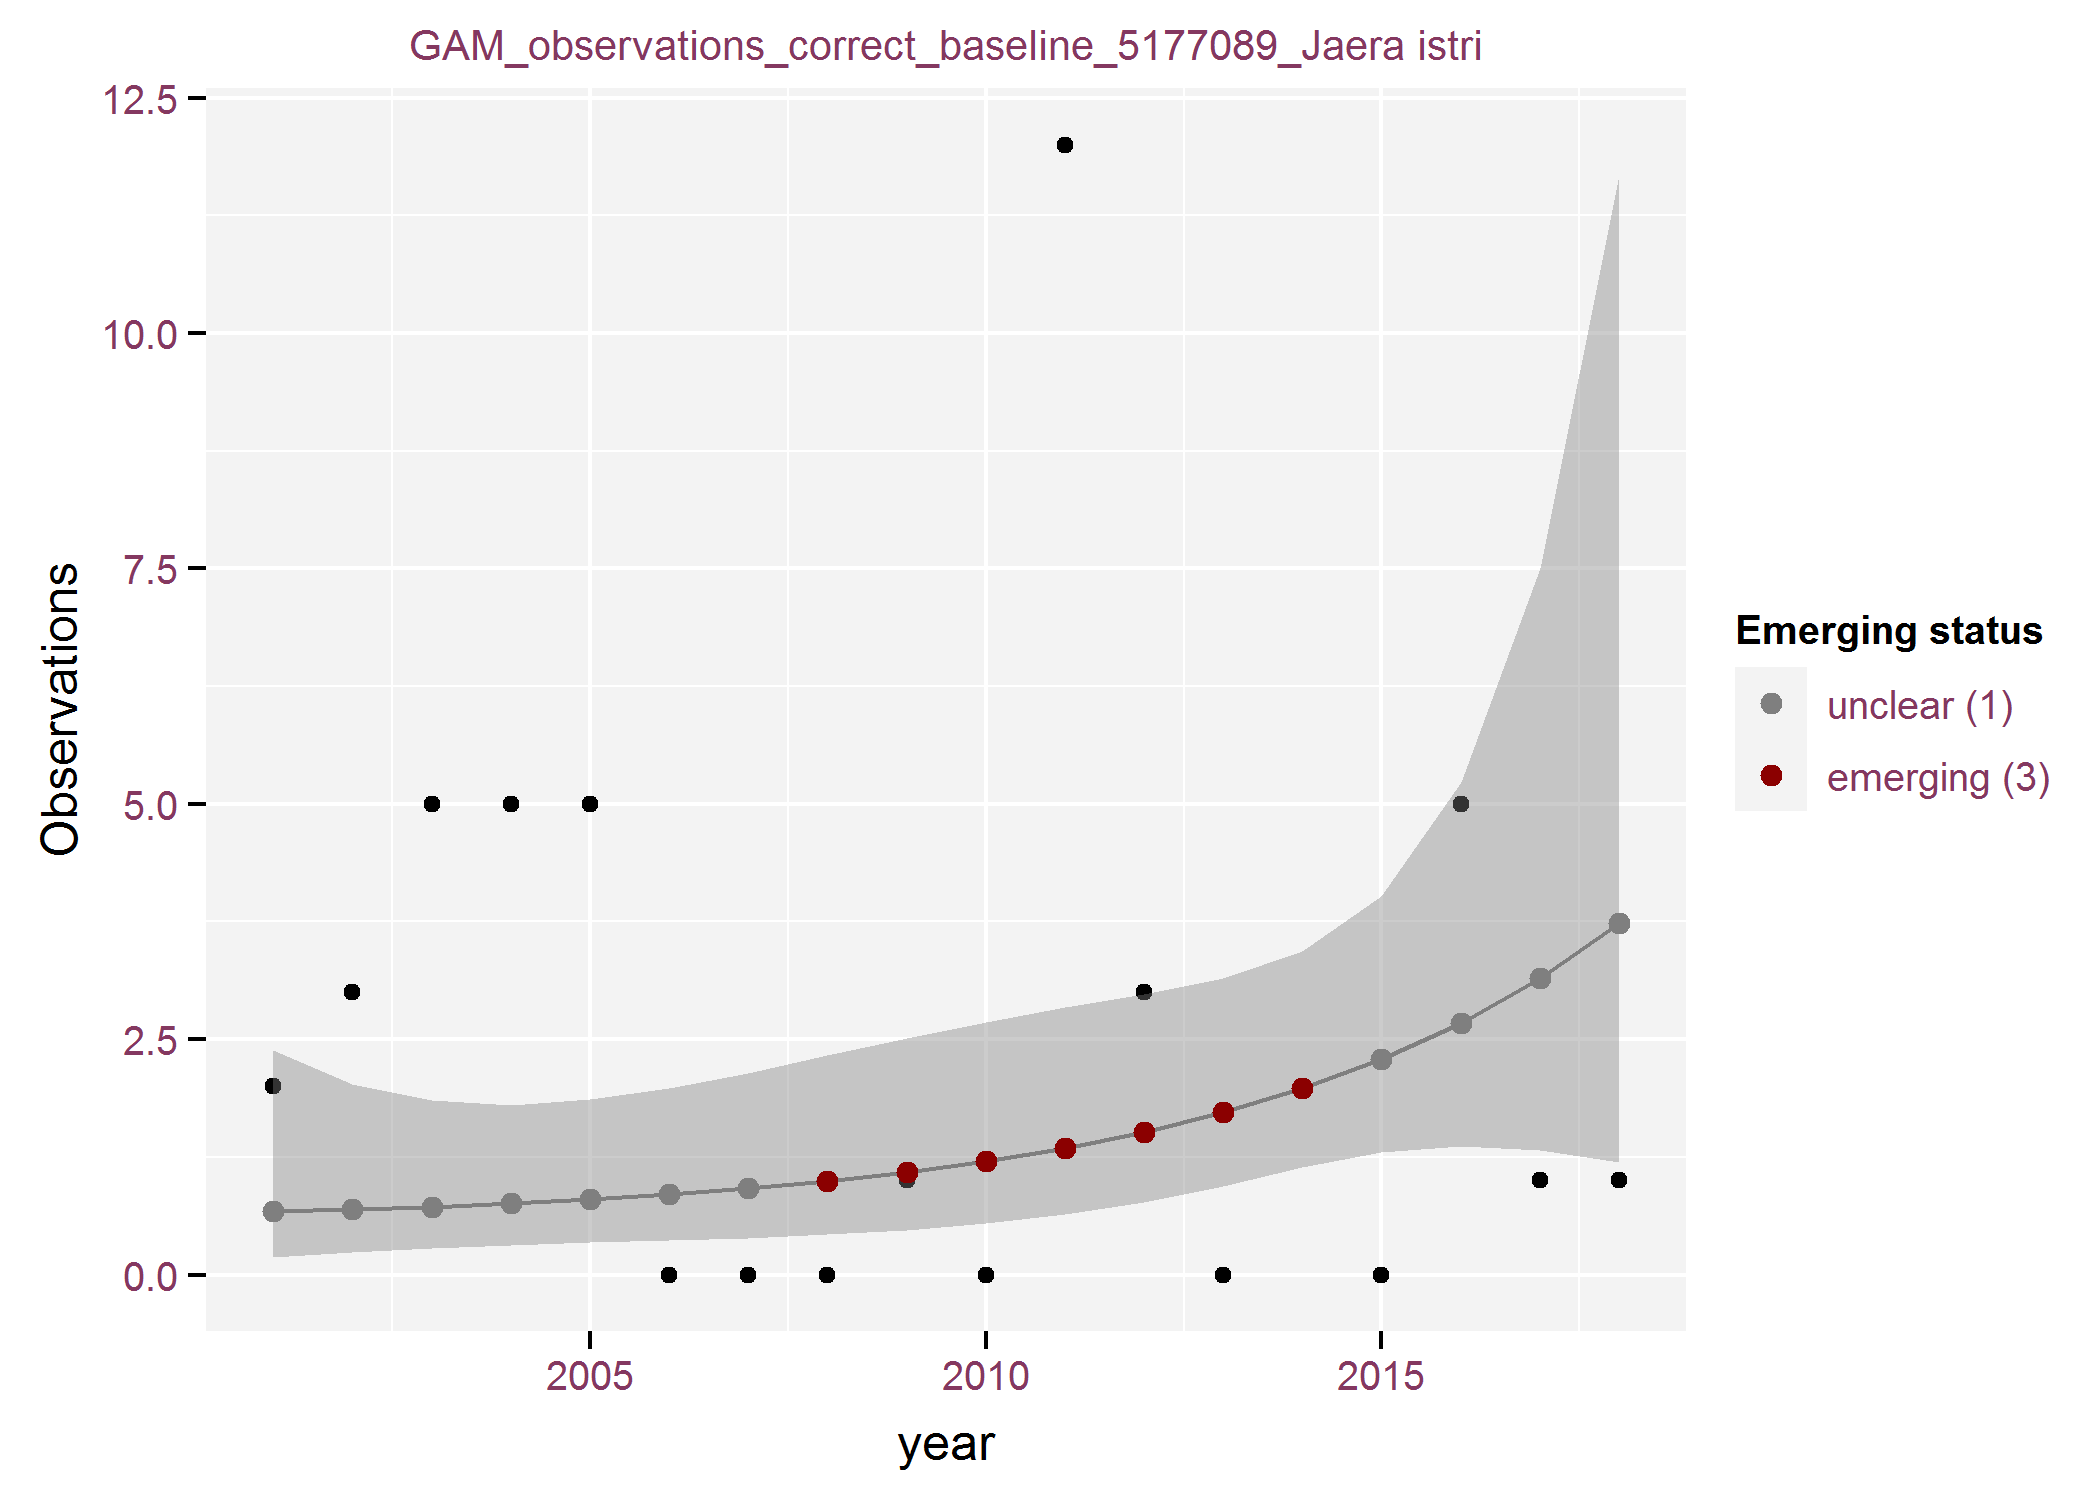 GAM_observations_correct_baseline_5177089_Jaera istri
12.5
10.0
7.5
5.0
2.5
0.0
Observations
2005 2010 2015
year
Emerging status
unclear (1)
emerging (3)